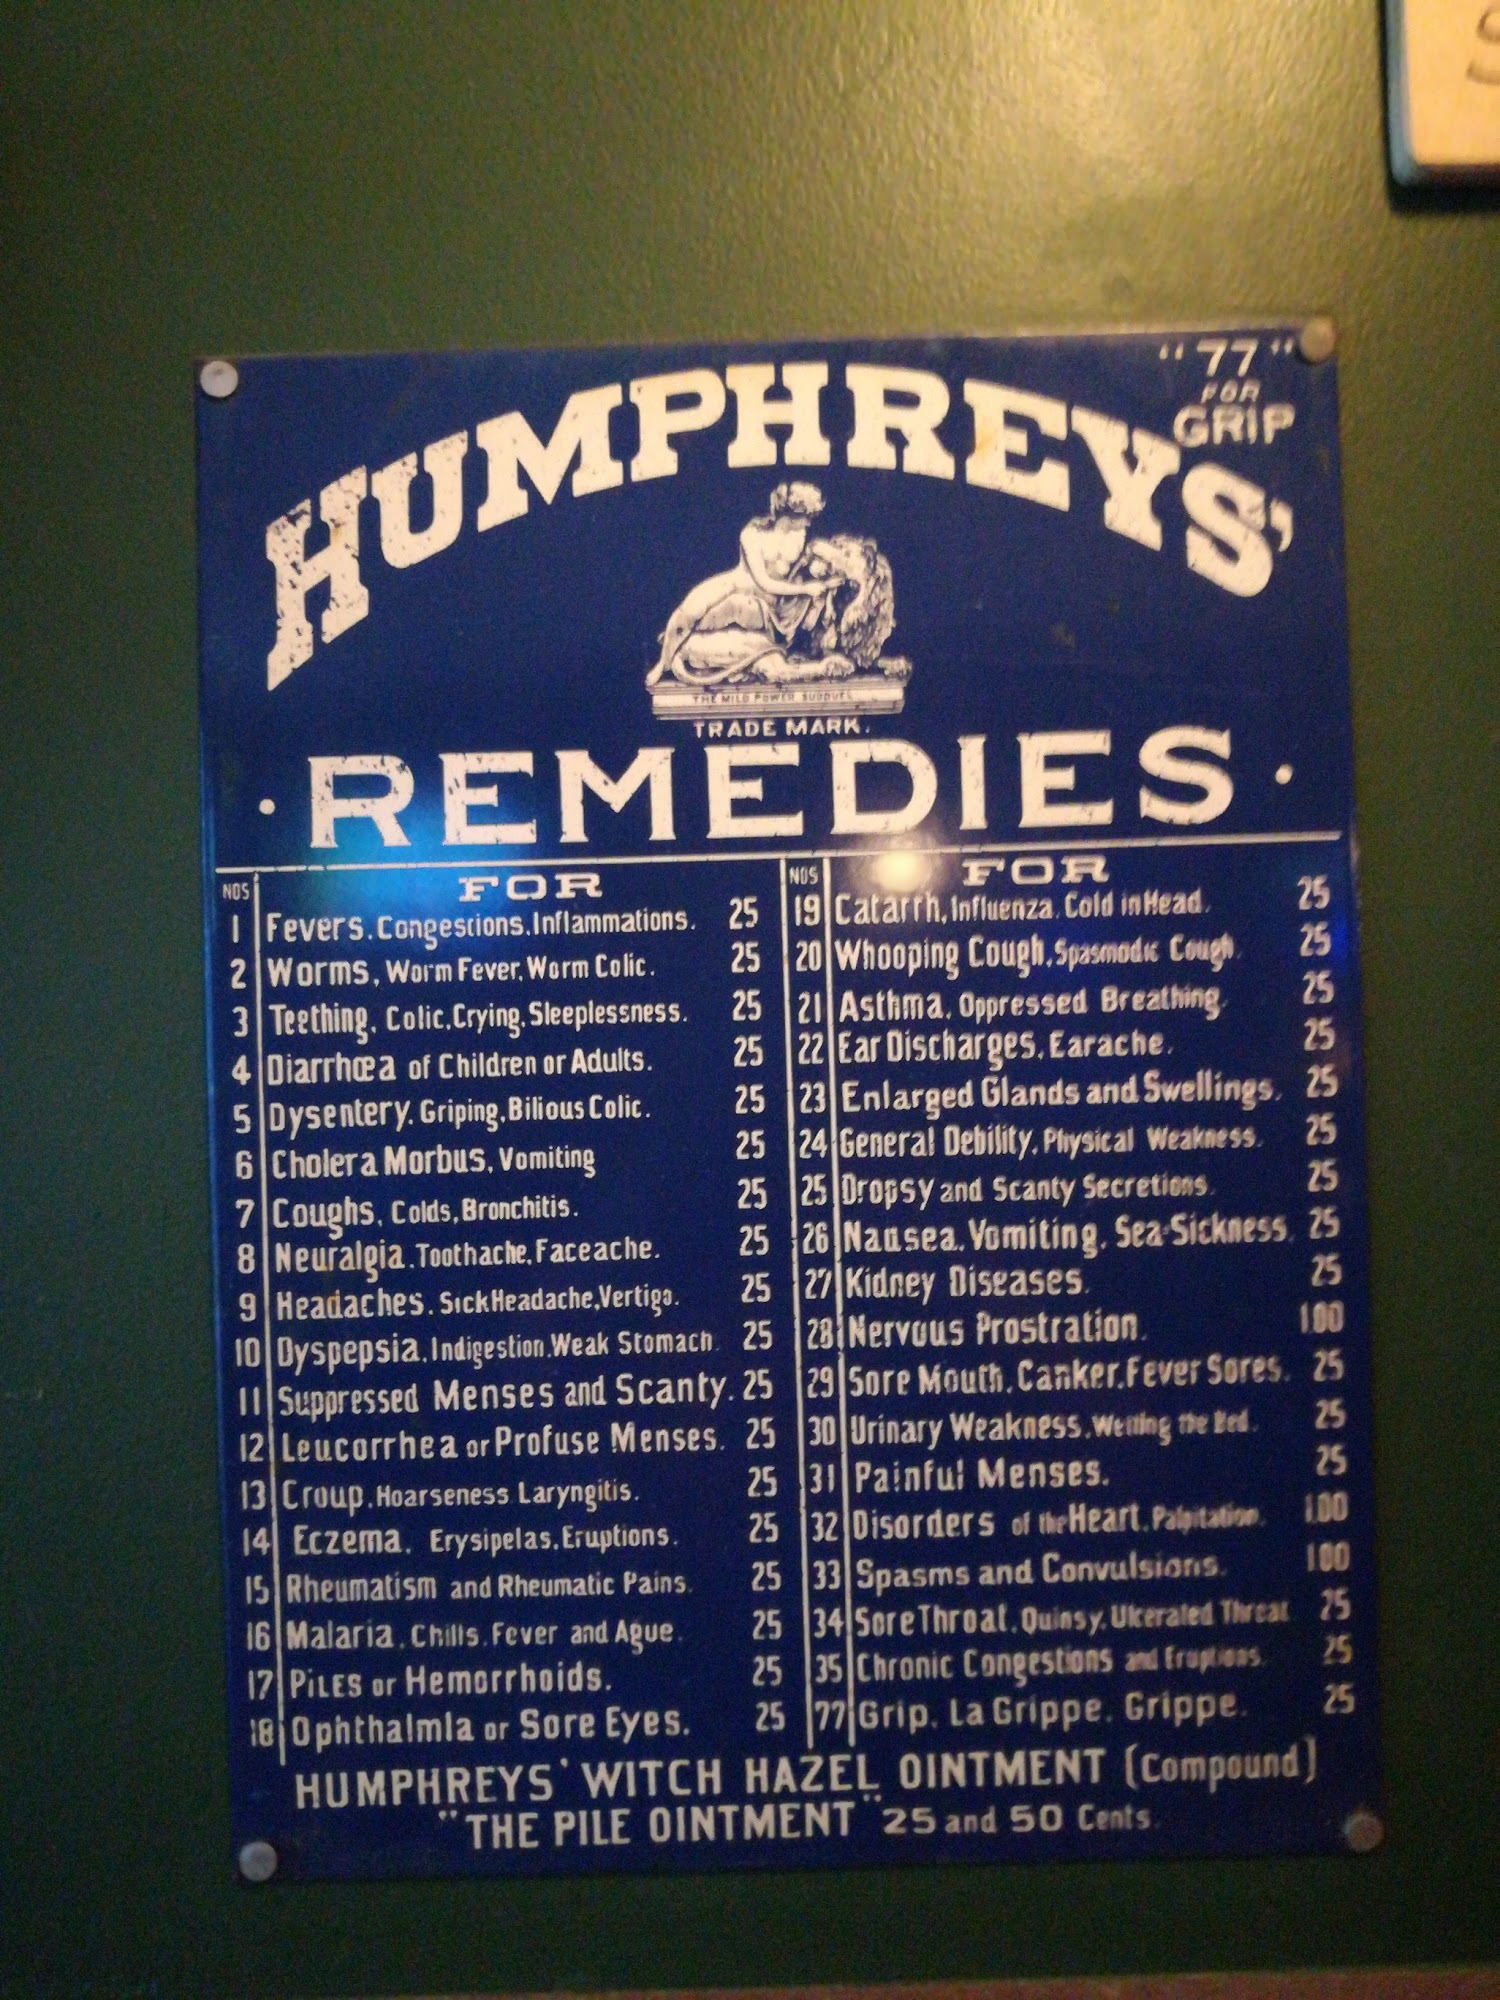 "77"
FOR
GRIP
HUMPHREYS'
THE MILD POWER SUBDUES
TRADE MARK.
· REMEDIES ·
NOS FOR
1 Fevers, Congestions, Inflammations. 25
2 Worms, Worm Fever, Worm Colic. 25
3 Teething, Colic, Crying, Sleeplessness. 25
4 Diarrhœa of Children or Adults. 25
5 Dysentery, Griping, Bilious Colic. 25
6 Cholera Morbus, Vomiting 25
7 Coughs, Colds, Bronchitis. 25
8 Neuralgia, Toothache, Faceache. 25
9 Headaches, Sick Headache, Vertigo. 25
10 Dyspepsia, Indigestion, Weak Stomach. 25
11 Suppressed Menses and Scanty. 25
12 Leucorrhea or Profuse Menses. 25
13 Croup, Hoarseness Laryngitis. 25
14 Eczema, Erysipelas, Eruptions. 25
15 Rheumatism and Rheumatic Pains. 25
16 Malaria, Chills, Fever and Ague. 25
17 PILES or Hemorrhoids. 25
18 Ophthalmia or Sore Eyes. 25
NOS FOR
19 Catarrh, Influenza, Cold in Head. 25
20 Whooping Cough, Spasmodic Cough. 25
21 Asthma, Oppressed Breathing. 25
22 Ear Discharges, Earache. 25
23 Enlarged Glands and Swellings. 25
24 General Debility, Physical Weakness. 25
25 Dropsy and Scanty Secretions. 25
26 Nausea, Vomiting, Sea-Sickness. 25
27 Kidney Diseases. 25
28 Nervous Prostration. 1.00
29 Sore Mouth, Canker, Fever Sores. 25
30 Urinary Weakness, Wetting the Bed. 25
31 Painful Menses. 25
32 Disorders of the Heart, Palpitation. 1.00
33 Spasms and Convulsions. 1.00
34 Sore Throat, Quinsy, Ulcerated Throat 25
35 Chronic Congestions and Eruptions. 25
77 Grip, La Grippe, Grippe. 25
HUMPHREYS' WITCH HAZEL OINTMENT (Compound)
"THE PILE OINTMENT" 25 and 50 Cents.